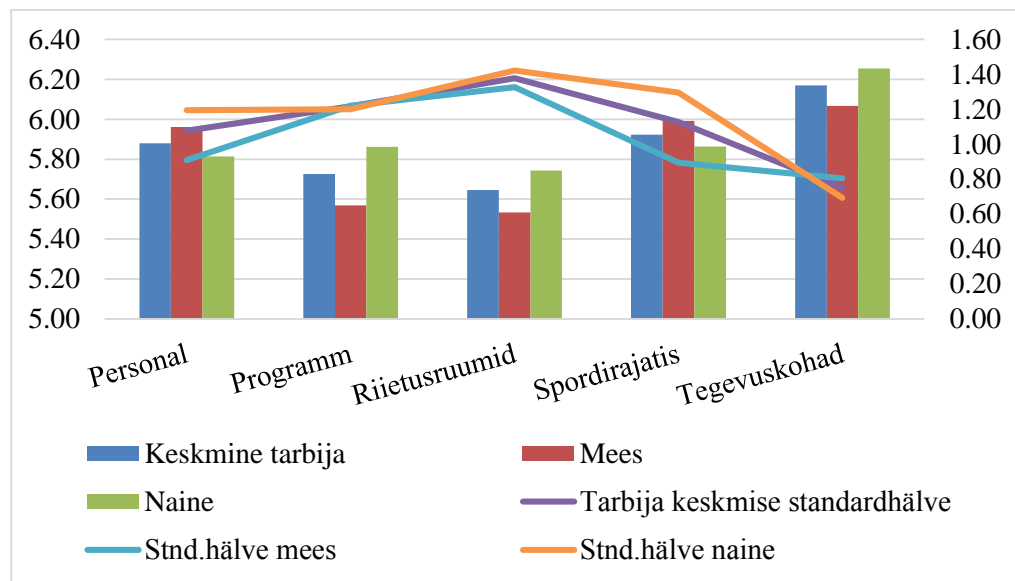 6.40
6.20
6.00
5.80
5.60
5.40
5.20
5.00
1.60
1.40
1.20
1.00
0.80
0.60
0.40
0.20
0.00
Personal
Programm
Riietusruumid
Spordirajatis
Tegevuskohad
Keskmine tarbija
Mees
Naine
Tarbija keskmise standardhälve
Stnd.hälve mees
Stnd.hälve naine